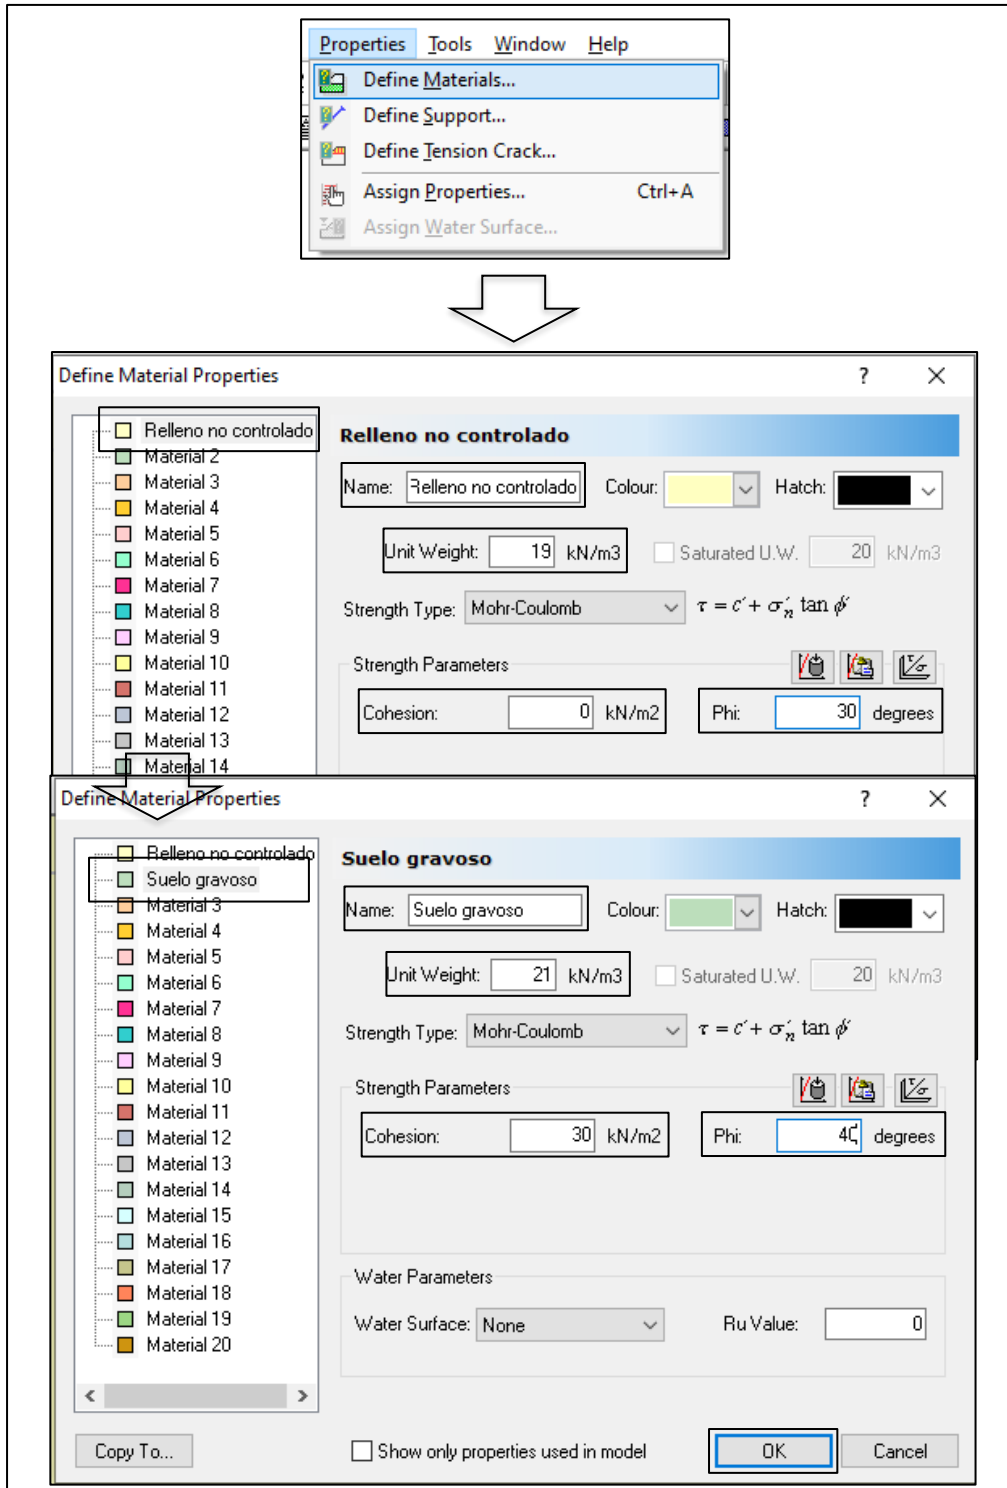 Properties Tools Window Help
Define Materials...
Define Support...
Define Tension Crack...
Assign Properties... Ctrl+A
Assign Water Surface...
Define Material Properties ? ×
Relleno no controlado
Material 2
Material 3
Material 4
Material 5
Material 6
Material 7
Material 8
Material 9
Material 10
Material 11
Material 12
Material 13
Material 14
Relleno no controlado
Name: Relleno no controlado Colour: Hatch:
Unit Weight: 19 kN/m3 Saturated U.W. 20 kN/m3
Strength Type: Mohr-Coulomb τ = c′ + σ′n tan ϕ′
Strength Parameters
Cohesion: 0 kN/m2 Phi: 30 degrees
Define Material Properties ? ×
Relleno no controlado
Suelo gravoso
Material 3
Material 4
Material 5
Material 6
Material 7
Material 8
Material 9
Material 10
Material 11
Material 12
Material 13
Material 14
Material 15
Material 16
Material 17
Material 18
Material 19
Material 20
Suelo gravoso
Name: Suelo gravoso Colour: Hatch:
Unit Weight: 21 kN/m3 Saturated U.W. 20 kN/m3
Strength Type: Mohr-Coulomb τ = c′ + σ′n tan ϕ′
Strength Parameters
Cohesion: 30 kN/m2 Phi: 40 degrees
Water Parameters
Water Surface: None Ru Value: 0
Copy To... Show only properties used in model OK Cancel